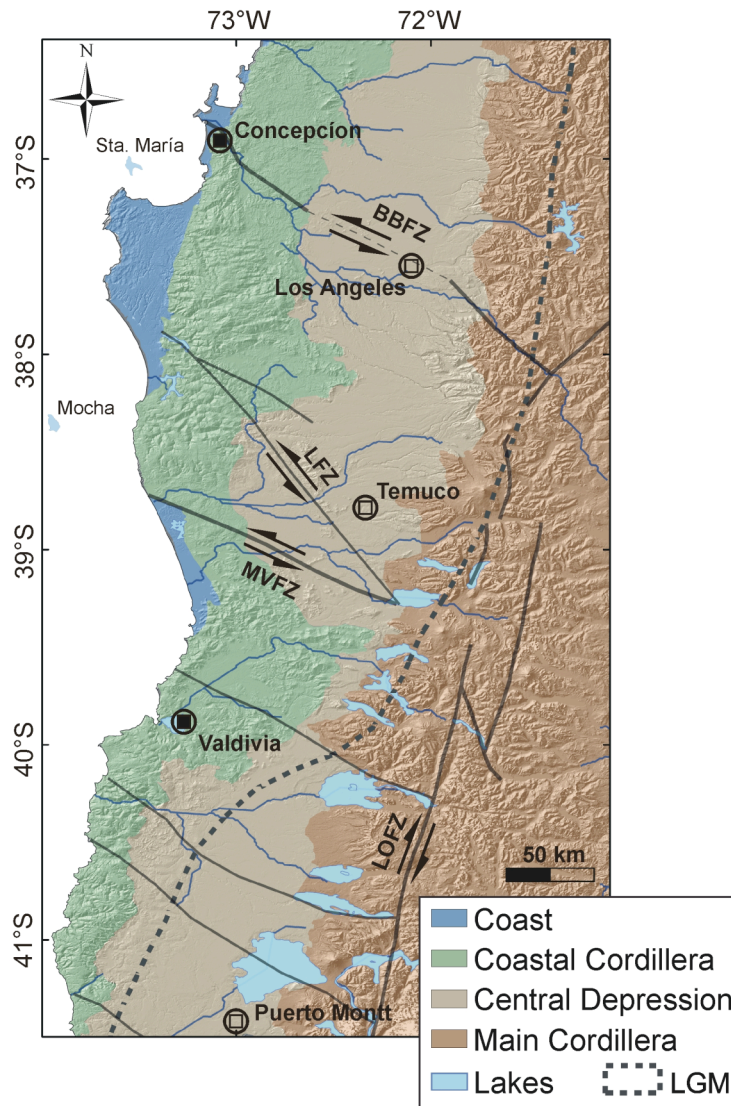 73°W 72°W
N
Concepcíon
Sta. María
37°S
BBFZ
Los Angeles
38°S
Mocha
LFZ
Temuco
39°S
MVFZ
Valdivia
40°S
LOFZ
50 km
41°S
Puerto Montt
Coast
Coastal Cordillera
Central Depression
Main Cordillera
Lakes LGM